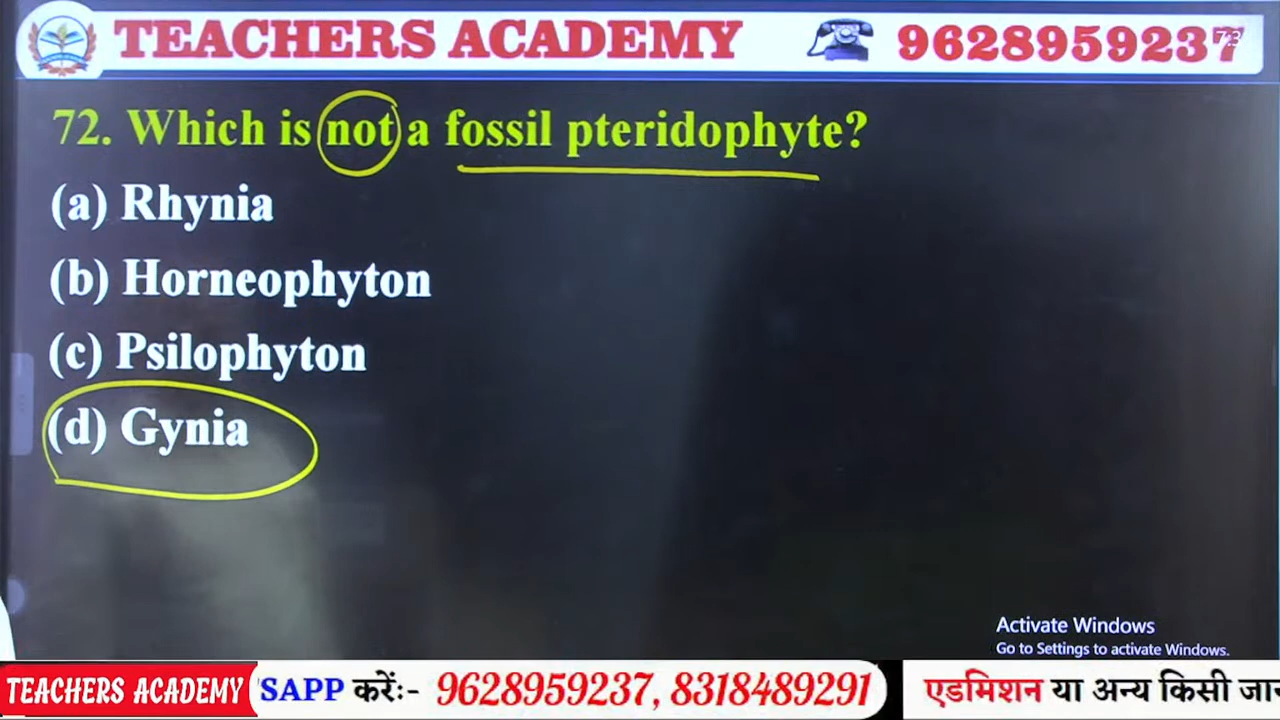 TEACHERS ACADEMY 9628959237
72. Which is not a fossil pteridophyte?
(a) Rhynia
(b) Horneophyton
(c) Psilophyton
(d) Gynia
Activate Windows
Go to Settings to activate Windows.
TEACHERS ACADEMY SAPP करें:- 9628959237, 8318489291 एडमिशन या अन्य किसी